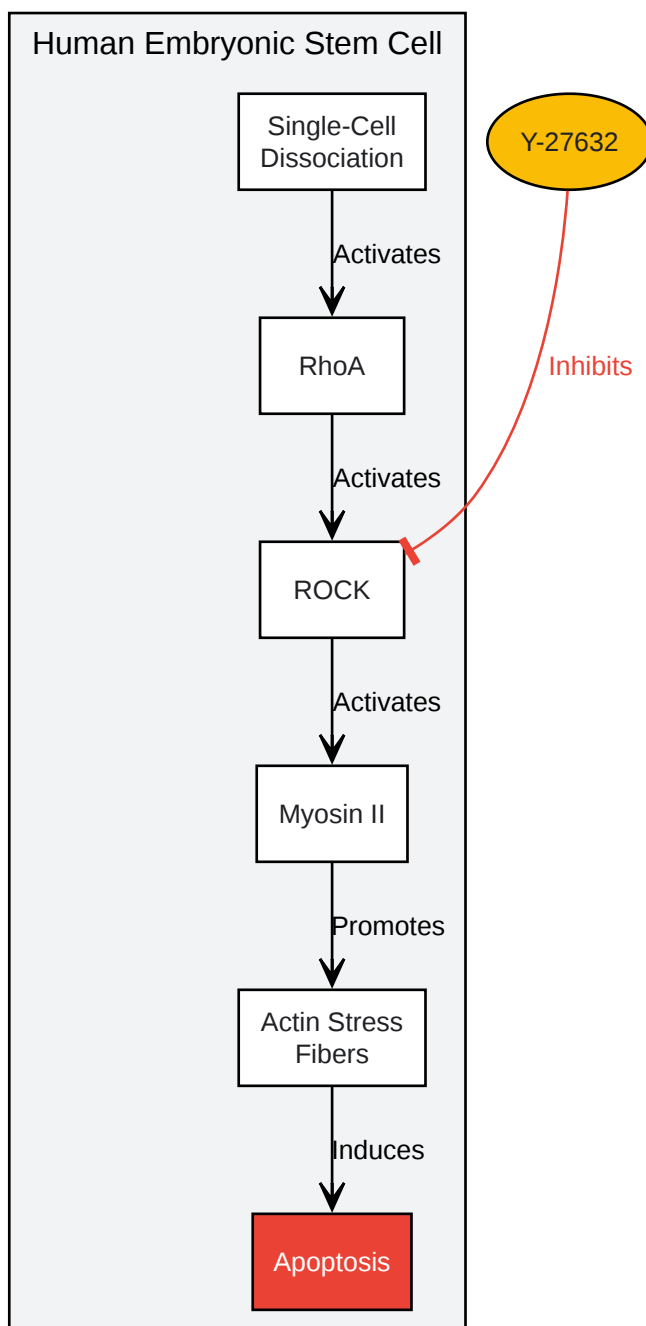 Human Embryonic Stem Cell
Single-Cell
Dissociation
Y-27632
Activates
RhoA
Inhibits
Activates
ROCK
Activates
Myosin II
Promotes
Actin Stress
Fibers
Induces
Apoptosis